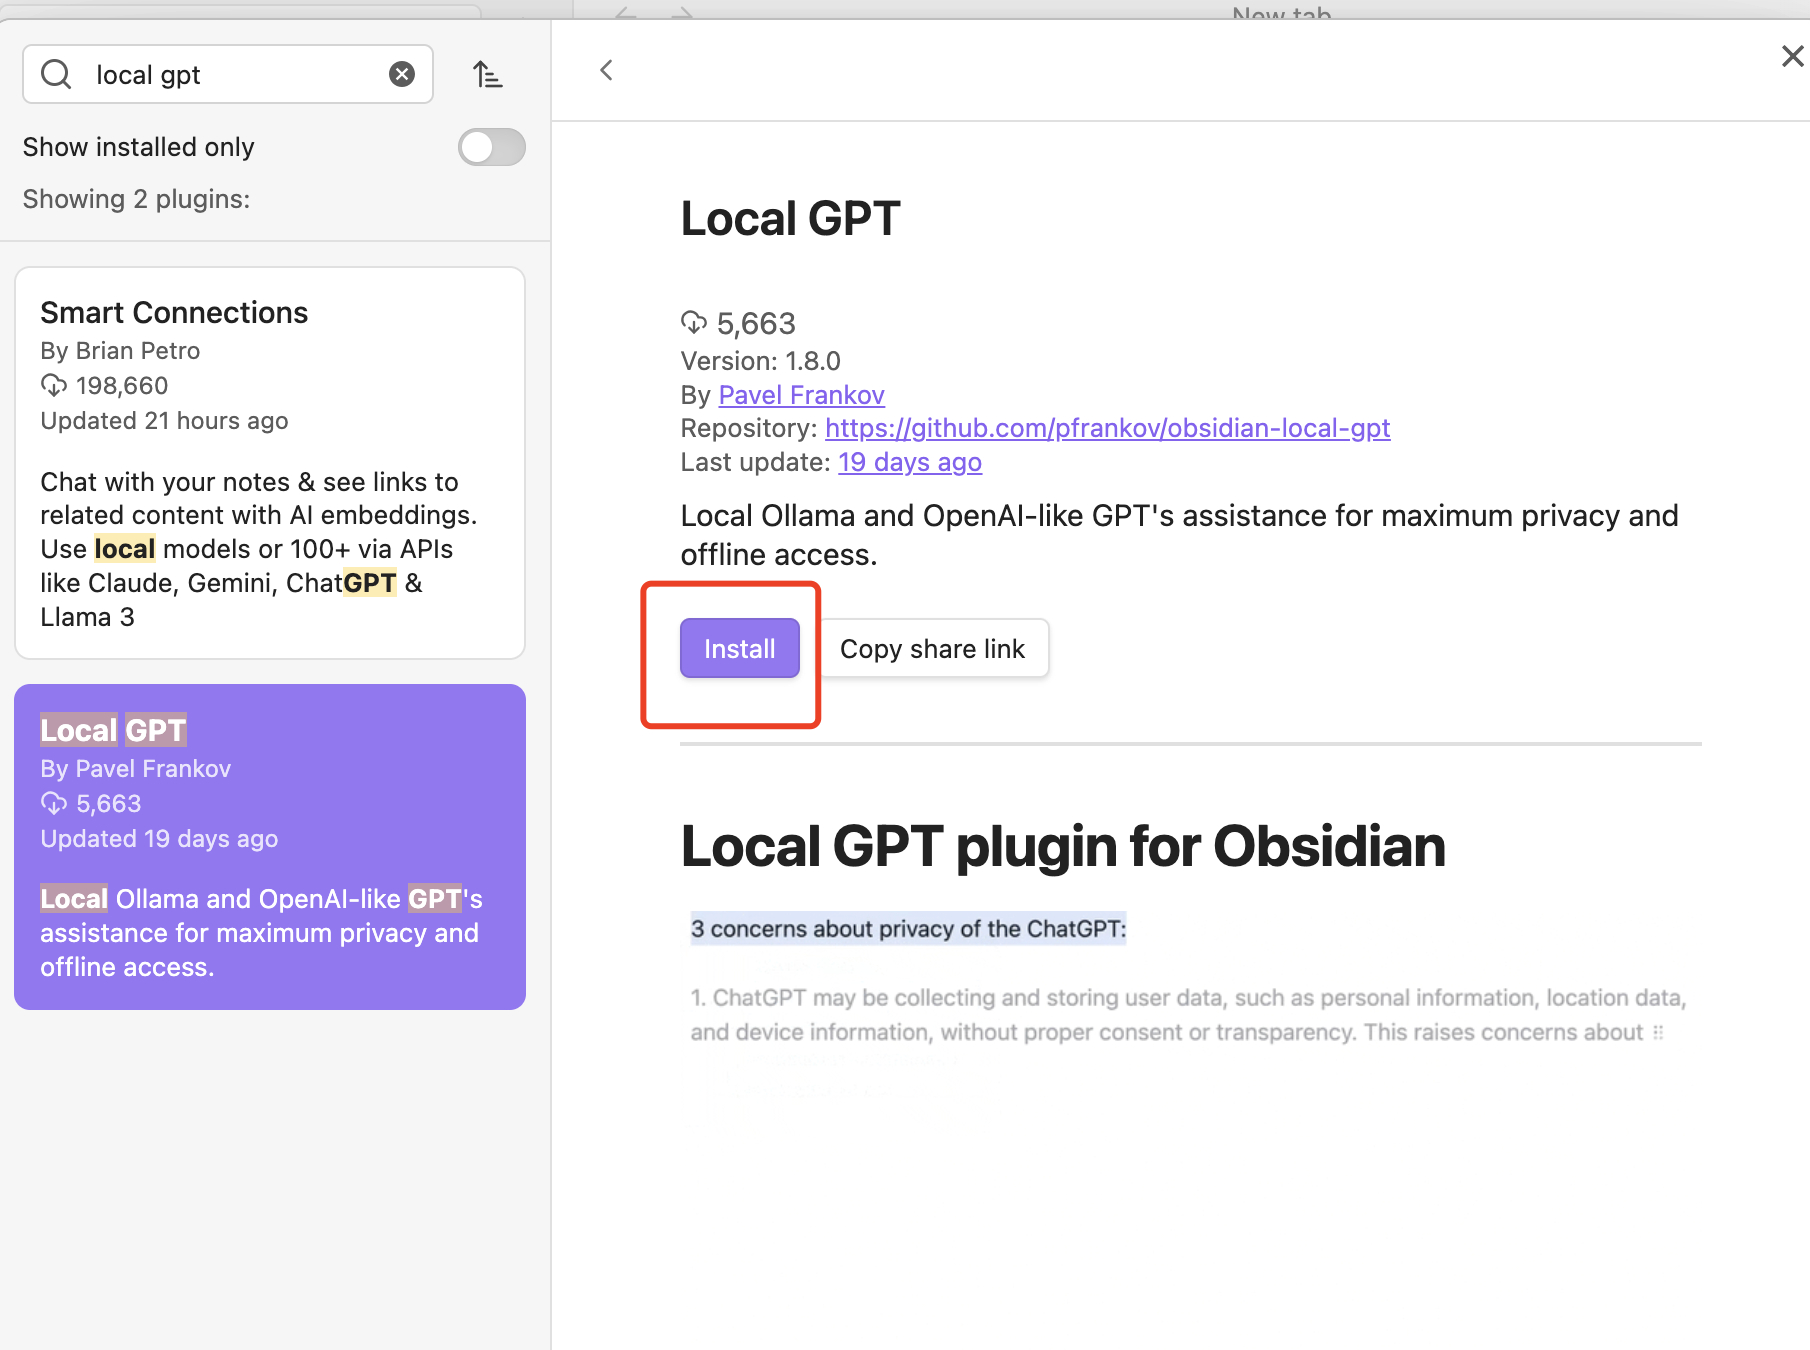 New tab
local gpt
Show installed only
Showing 2 plugins:
Smart Connections
By Brian Petro
198,660
Updated 21 hours ago
Chat with your notes & see links to
related content with AI embeddings.
Use local models or 100+ via APIs
like Claude, Gemini, ChatGPT &
Llama 3
Local GPT
By Pavel Frankov
5,663
Updated 19 days ago
Local Ollama and OpenAI-like GPT's
assistance for maximum privacy and
offline access.
Local GPT
5,663
Version: 1.8.0
By Pavel Frankov
Repository: https://github.com/pfrankov/obsidian-local-gpt
Last update: 19 days ago
Local Ollama and OpenAI-like GPT's assistance for maximum privacy and
offline access.
Install
Copy share link
Local GPT plugin for Obsidian
3 concerns about privacy of the ChatGPT:
1. ChatGPT may be collecting and storing user data, such as personal information, location data,
and device information, without proper consent or transparency. This raises concerns about